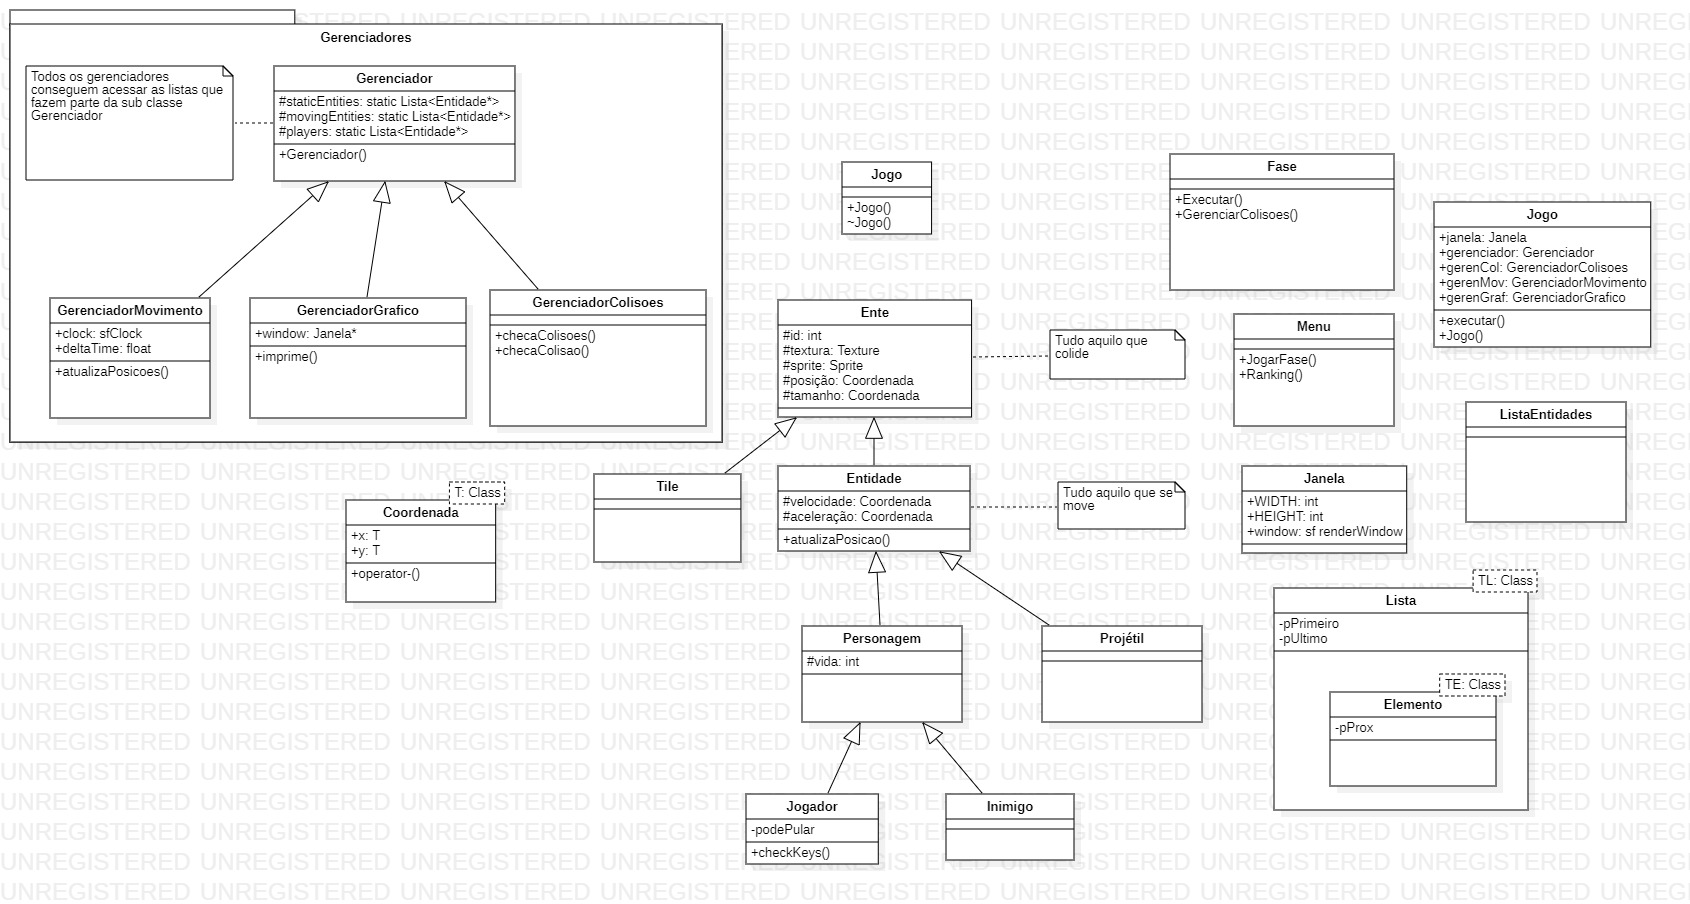 Gerenciadores
Todos os gerenciadores
conseguem acessar as listas que
fazem parte da sub classe
Gerenciador
Gerenciador
#staticEntities: static Lista<Entidade*>
#movingEntities: static Lista<Entidade*>
#players: static Lista<Entidade*>
+Gerenciador()
GerenciadorMovimento
+clock: sfClock
+deltaTime: float
+atualizaPosicoes()
GerenciadorGrafico
+window: Janela*
+imprime()
GerenciadorColisoes
+checaColisoes()
+checaColisao()
Jogo
+Jogo()
~Jogo()
Fase
+Executar()
+GerenciarColisoes()
Jogo
+janela: Janela
+gerenciador: Gerenciador
+gerenCol: GerenciadorColisoes
+gerenMov: GerenciadorMovimento
+gerenGraf: GerenciadorGrafico
+executar()
+Jogo()
Ente
#id: int
#textura: Texture
#sprite: Sprite
#posição: Coordenada
#tamanho: Coordenada
Tudo aquilo que
colide
Menu
+JogarFase()
+Ranking()
ListaEntidades
Tile
Entidade
#velocidade: Coordenada
#aceleração: Coordenada
+atualizaPosicao()
Tudo aquilo que se
move
Janela
+WIDTH: int
+HEIGHT: int
+window: sf renderWindow
T: Class
Coordenada
+x: T
+y: T
+operator-()
Personagem
#vida: int
Projétil
TL: Class
Lista
-pPrimeiro
-pUltimo
TE: Class
Elemento
-pProx
Jogador
-podePular
+checkKeys()
Inimigo
UNREGISTERED